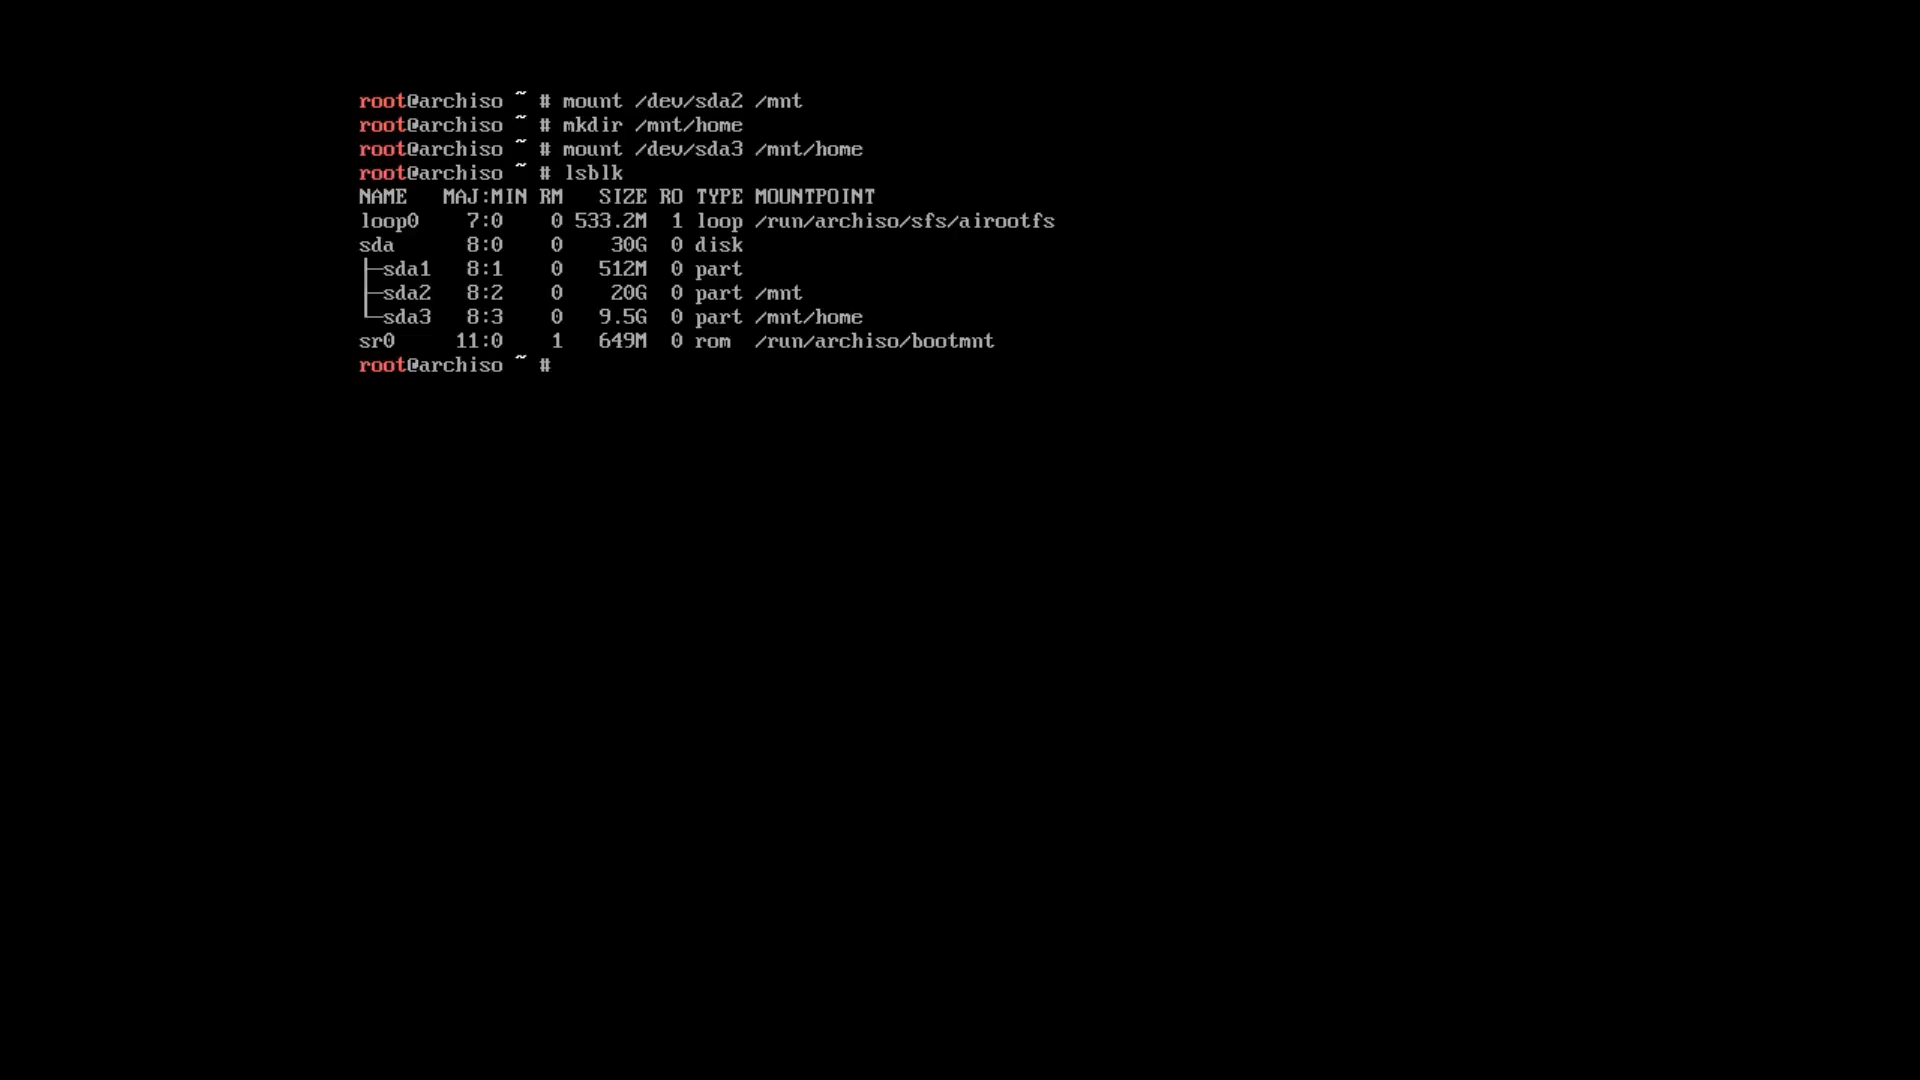 root@archiso ~ # mount /dev/sda2 /mnt
root@archiso ~ # mkdir /mnt/home
root@archiso ~ # mount /dev/sda3 /mnt/home
root@archiso ~ # lsblk
NAME   MAJ:MIN RM   SIZE RO TYPE MOUNTPOINT
loop0    7:0    0 533.2M  1 loop /run/archiso/sfs/airootfs
sda      8:0    0    30G  0 disk
├─sda1   8:1    0   512M  0 part
├─sda2   8:2    0    20G  0 part /mnt
└─sda3   8:3    0   9.5G  0 part /mnt/home
sr0     11:0    1   649M  0 rom  /run/archiso/bootmnt
root@archiso ~ #